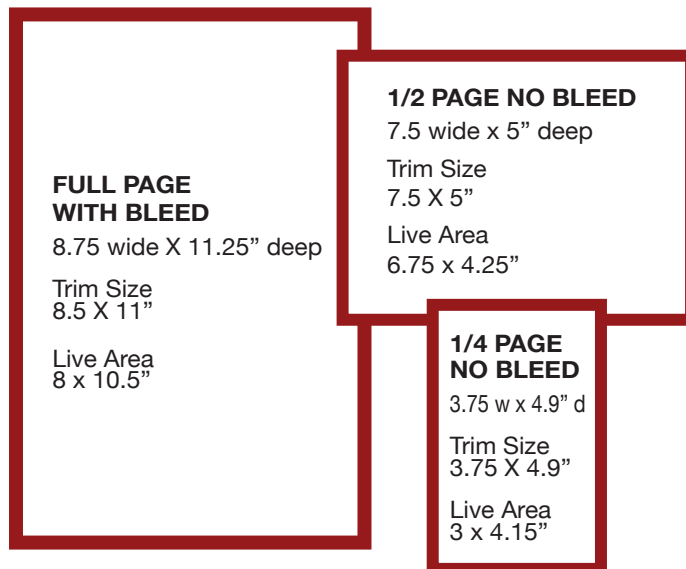 FULL PAGE
WITH BLEED
8.75 wide X 11.25” deep
Trim Size
8.5 X 11”
Live Area
8 x 10.5”
1/2 PAGE NO BLEED
7.5 wide x 5” deep
Trim Size
7.5 X 5”
Live Area
6.75 x 4.25”
1/4 PAGE
NO BLEED
3.75 w x 4.9” d
Trim Size
3.75 X 4.9”
Live Area
3 x 4.15”